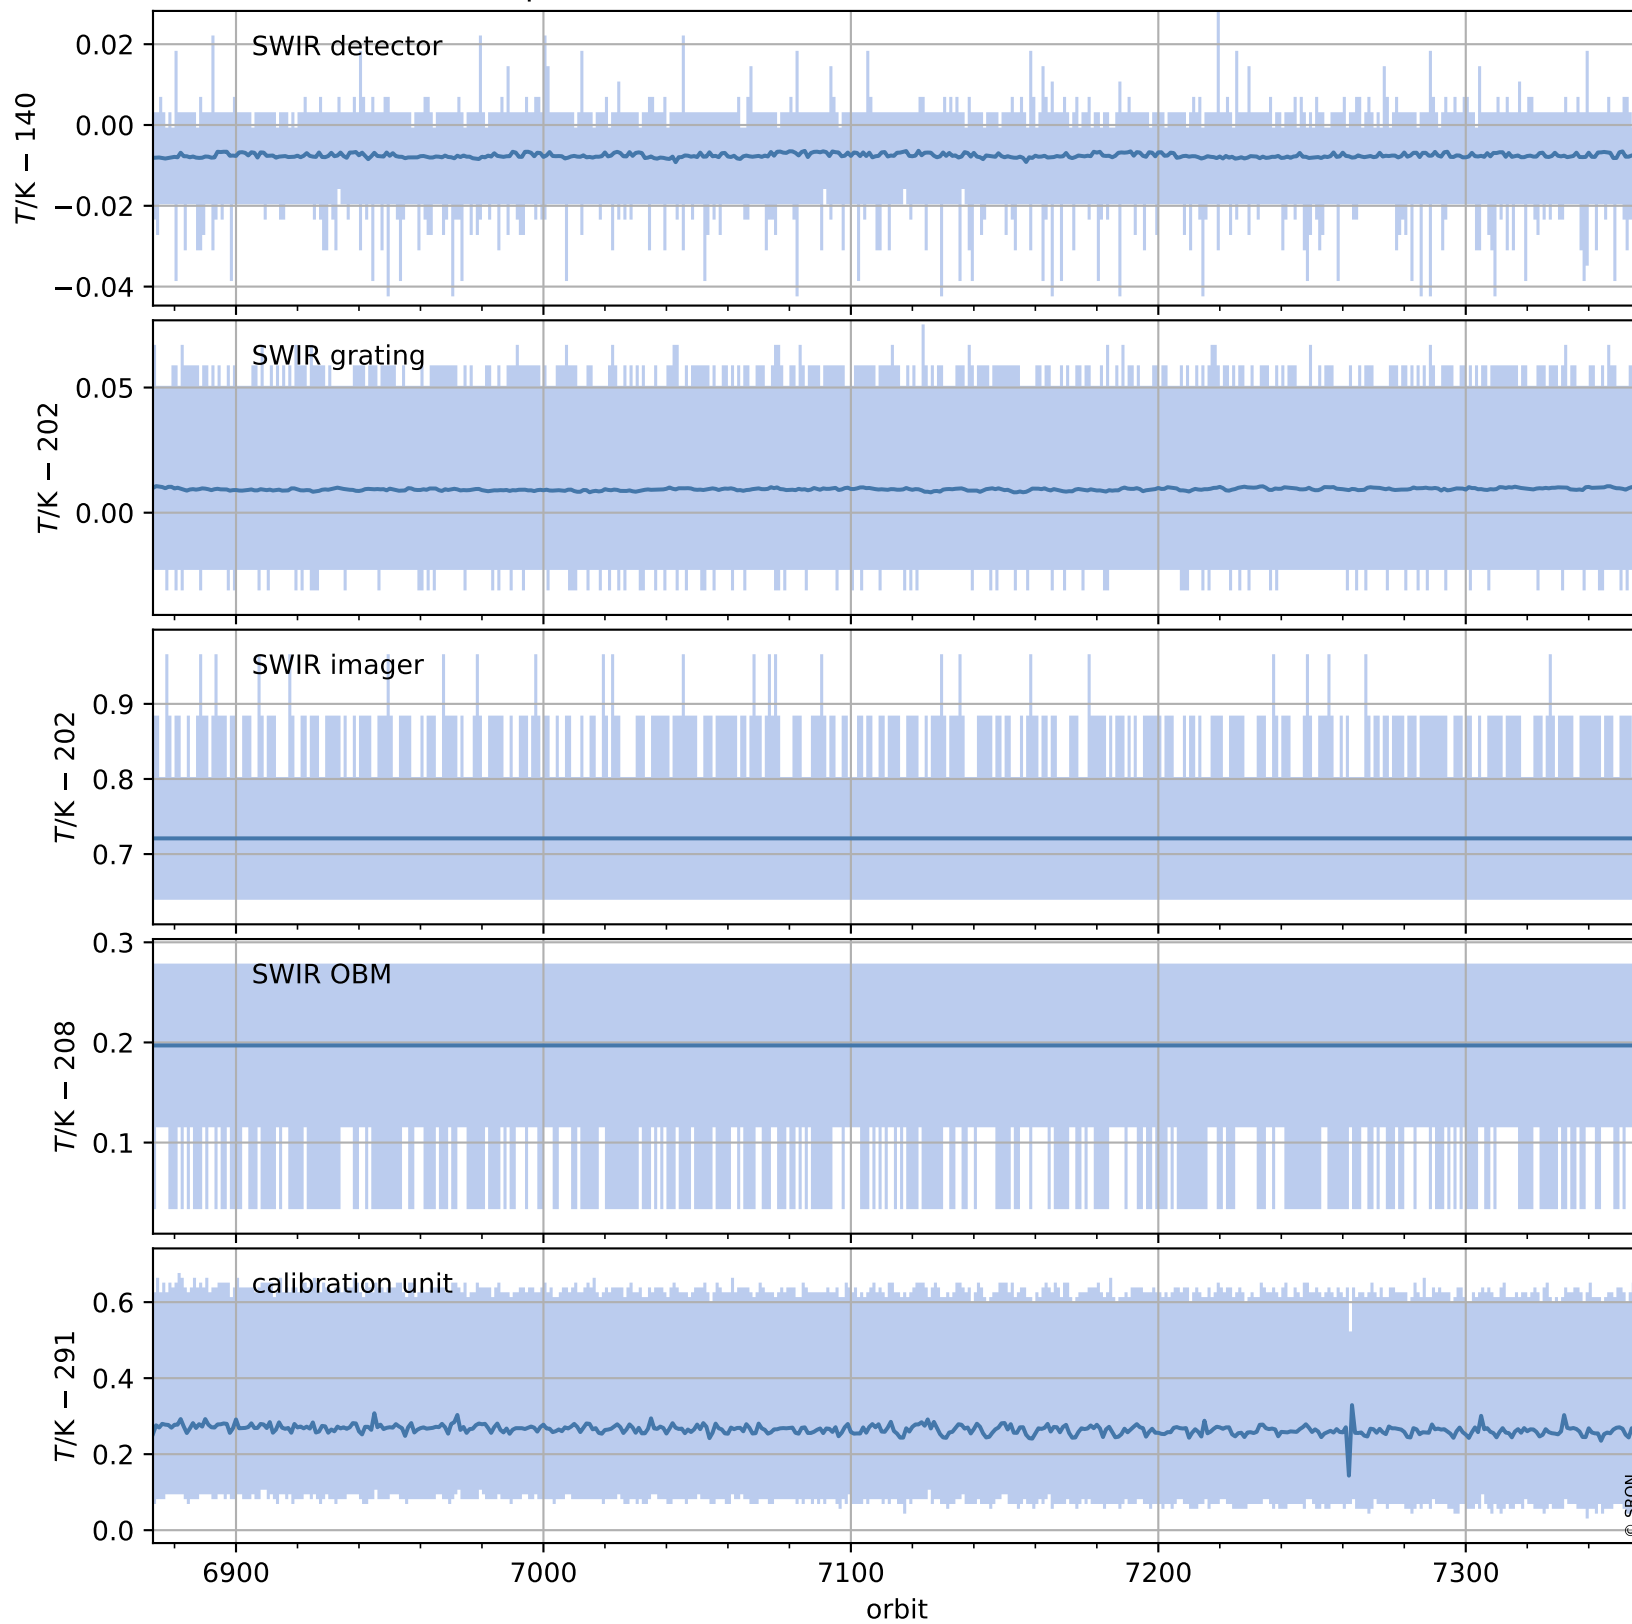 SWIR detector
0.02
0.00
−0.02
−0.04
T/K − 140
SWIR grating
0.05
0.00
T/K − 202
SWIR imager
0.9
0.8
0.7
T/K − 202
SWIR OBM
0.3
0.2
0.1
T/K − 208
calibration unit
0.6
0.4
0.2
0.0
T/K − 291
6900 7000 7100 7200 7300
orbit
© SRON